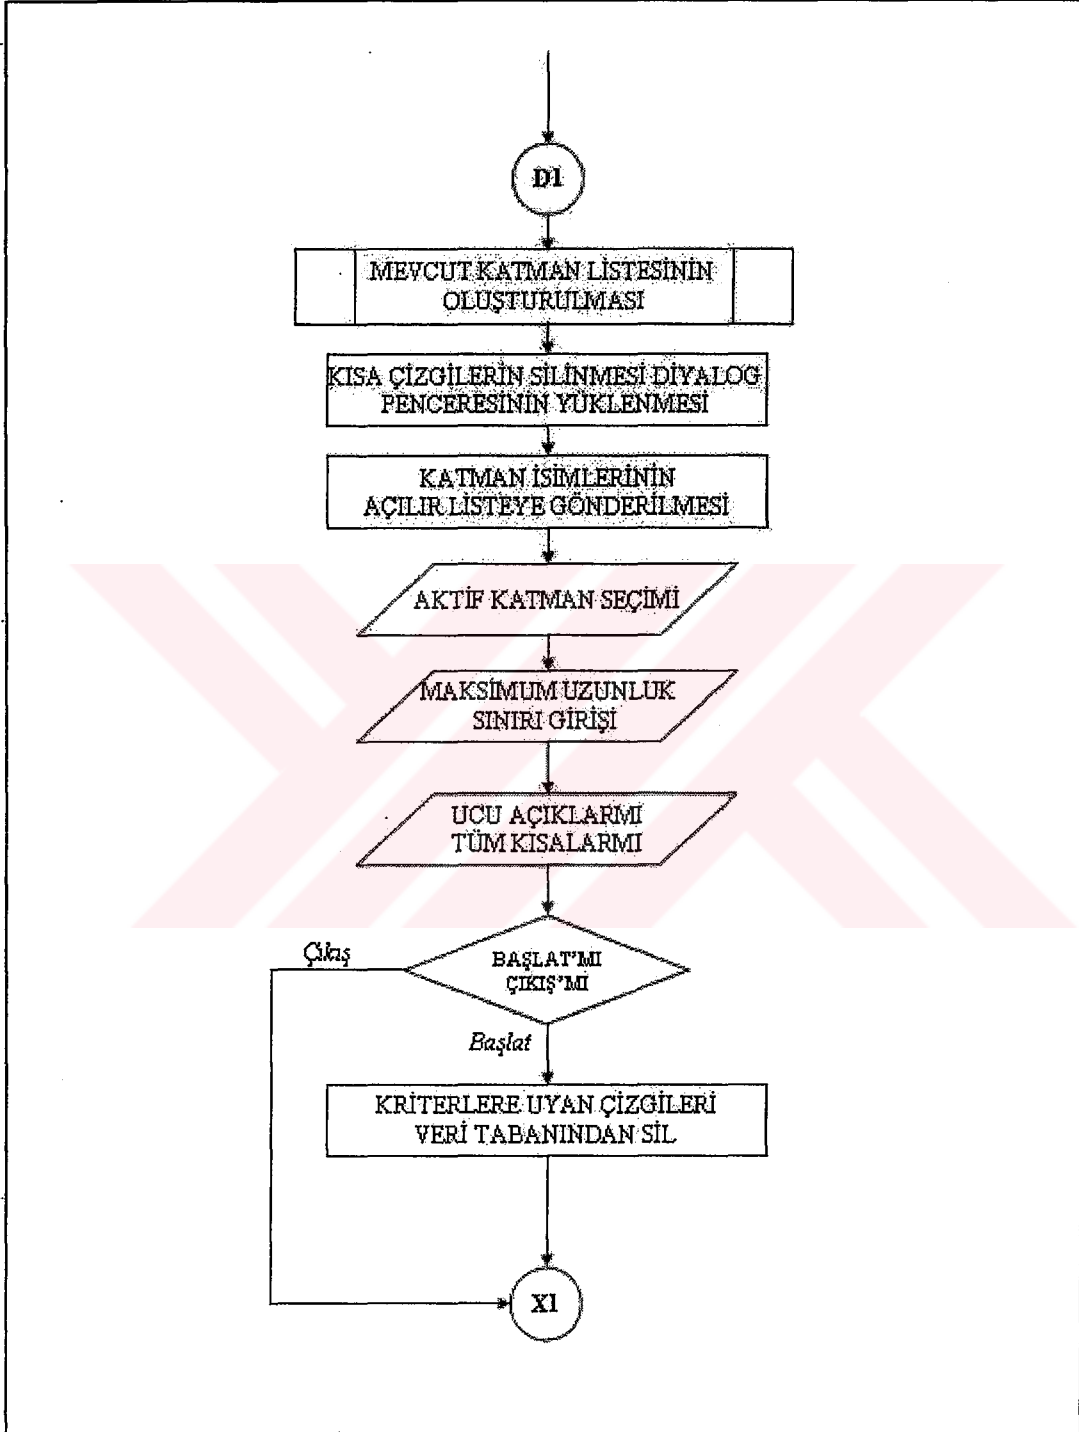 D1
MEVCUT KATMAN LİSTESİNİN
OLUŞTURULMASI
KISA ÇİZGİLERİN SİLİNMESİ DİYALOG
PENCERESİNİN YÜKLENMESİ
KATMAN İSİMLERİNİN
AÇILIR LİSTEYE GÖNDERİLMESİ
AKTİF KATMAN SEÇİMİ
MAKSİMUM UZUNLUK
SINIRI GİRİŞİ
UCU AÇIKLARMI
TÜM KISALARMI
Çıkış
BAŞLAT'MI
ÇIKIŞ'MI
Başlat
KRİTERLERE UYAN ÇİZGİLERİ
VERİ TABANINDAN SİL
X1